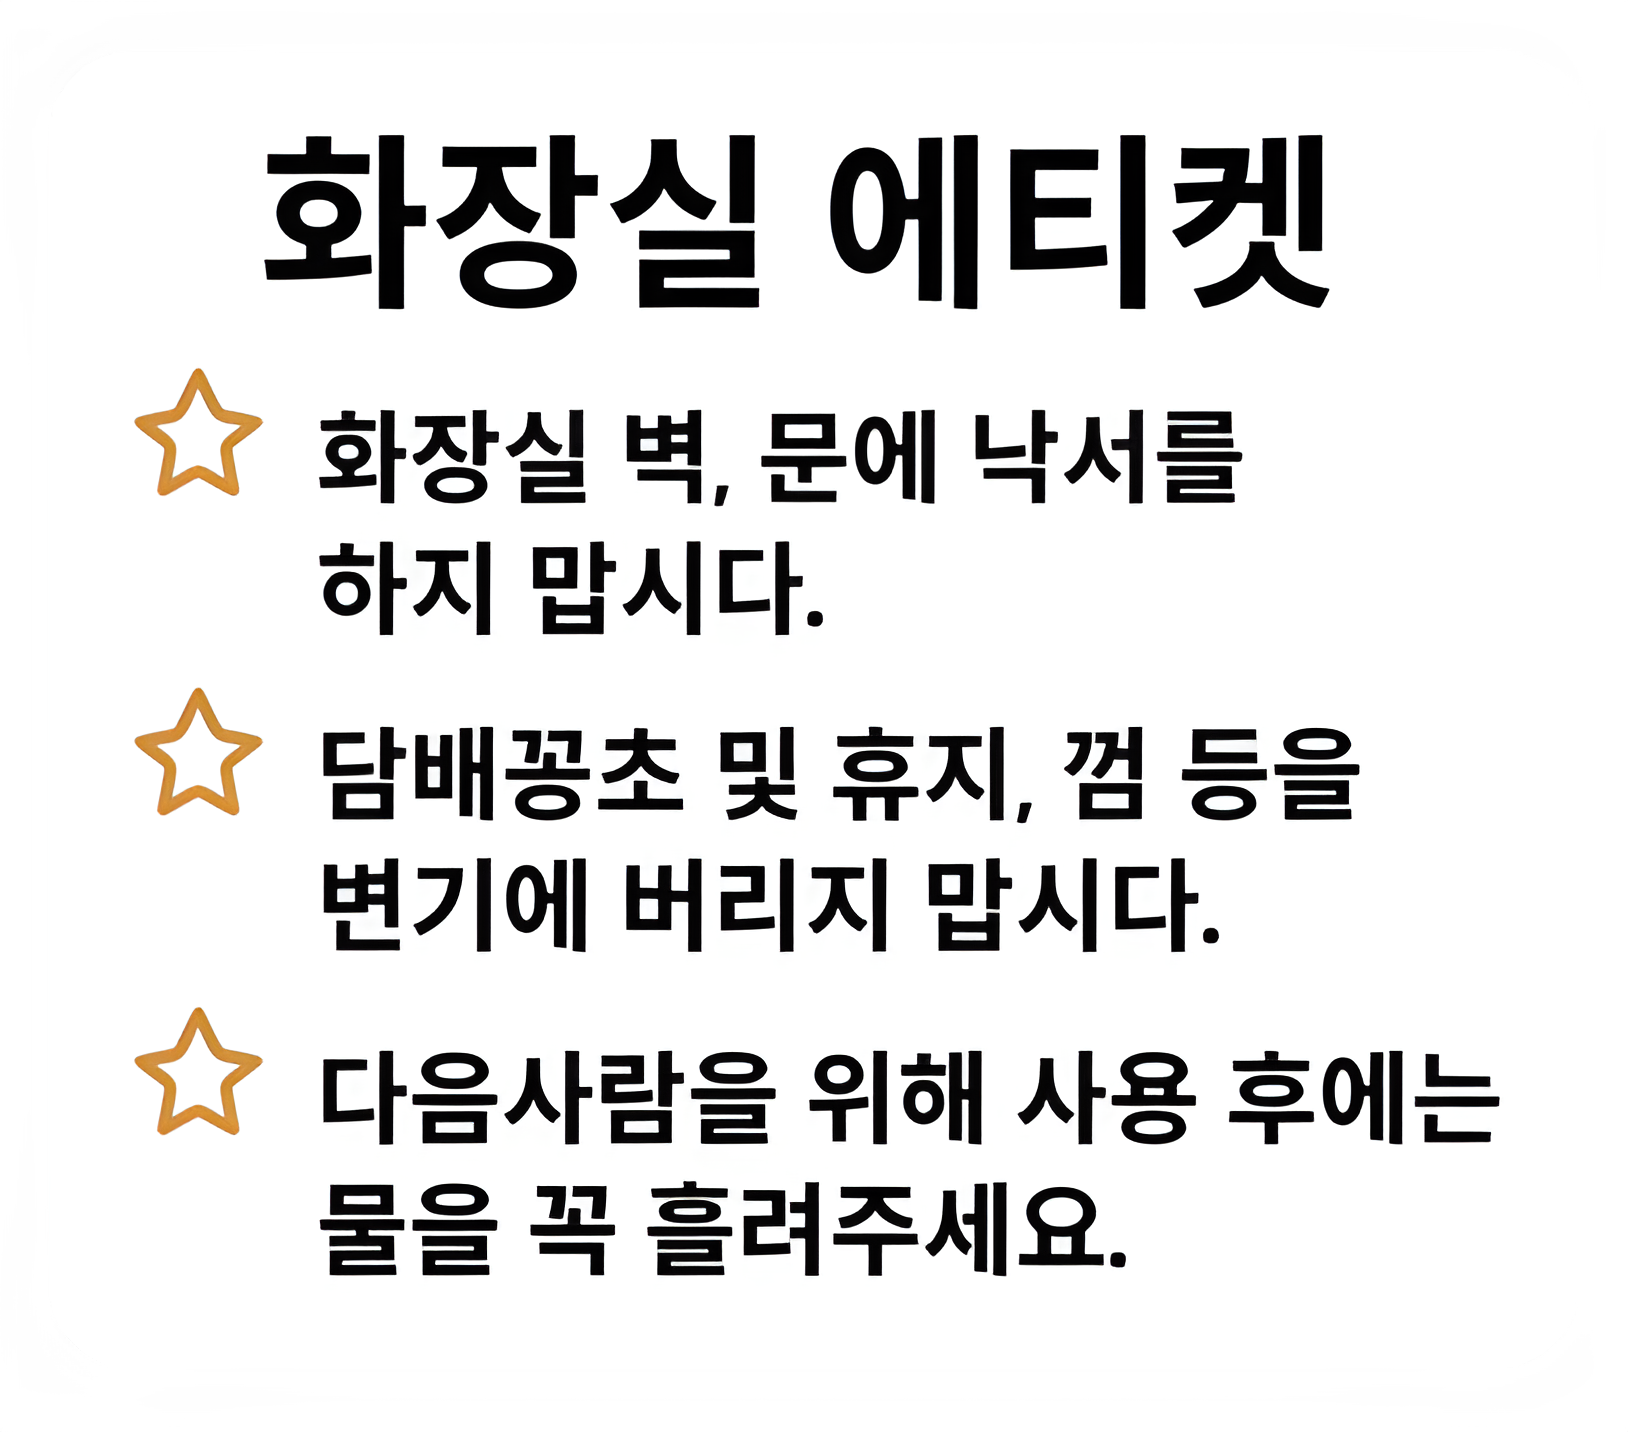 화장실 에티켓
화장실 벽, 문에 낙서를
하지 맙시다.
담배꽁초 및 휴지, 껌 등을
변기에 버리지 맙시다.
다음사람을 위해 사용 후에는
물을 꼭 흘려주세요.